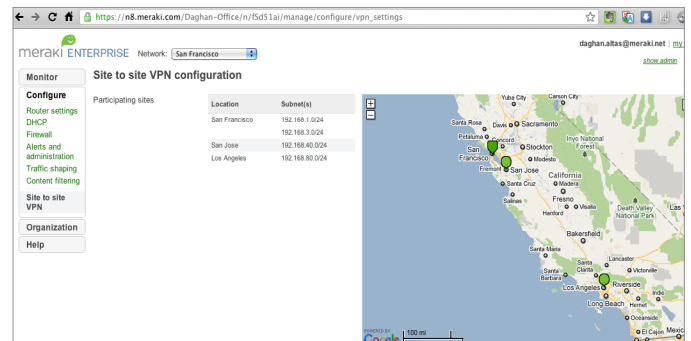 https://n8.meraki.com/Daghan-Office/n/f5d51ai/manage/configure/vpn_settings
meraki ENTERPRISE Network: San Francisco
daghan.altas@meraki.net my
show admin
Monitor
Configure
Router settings
DHCP
Firewall
Alerts and
administration
Traffic shaping
Content filtering
Site to site
VPN
Organization
Help
Site to site VPN configuration
Participating sites
Location Subnet(s)
San Francisco 192.168.1.0/24
192.168.3.0/24
San Jose 192.168.40.0/24
Los Angeles 192.168.80.0/24
Yuba City
Carson City
Santa Rosa
Davis Sacramento
Petaluma
Concord
Stockton
Inyo National
Forest
San
Francisco
Modesto
Fremont San Jose
California
Santa Cruz
Madera
Salinas
Fresno
Visalia
Hanford
Death Valley
National Park
Las
Bakersfield
Santa Maria
Santa
Barbara
Santa
Clarita
Lancaster
Victorville
Los Angeles
Riverside
Long Beach
Hemet
Indio
Oceanside
El Cajon
Mexic
POWERED BY
Google
100 mi